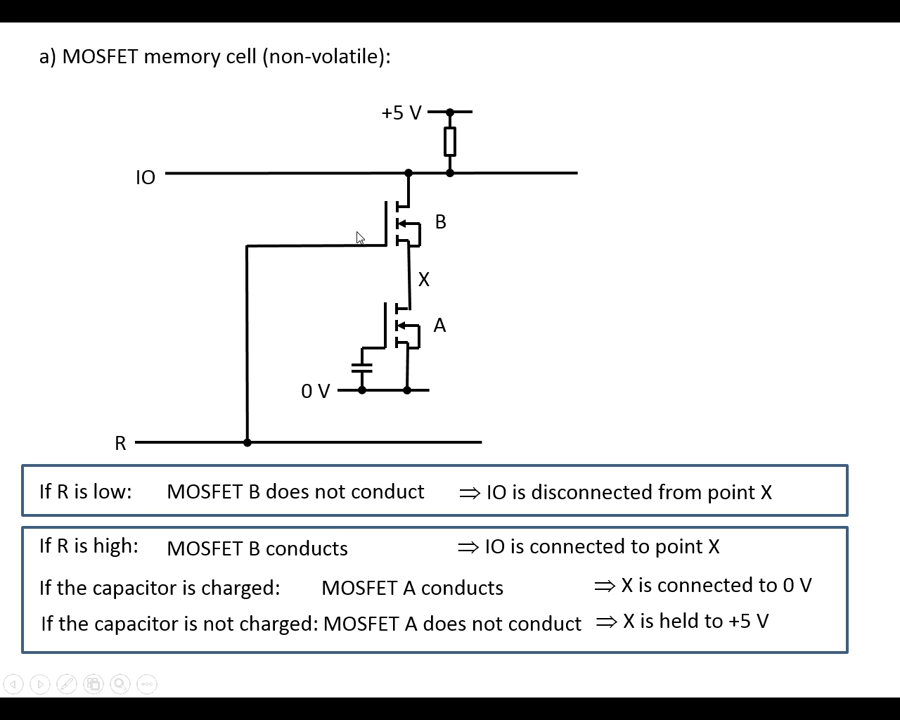 a) MOSFET memory cell (non-volatile):
+5 V
IO
B
X
A
0 V
R
If R is low: MOSFET B does not conduct ⇒ IO is disconnected from point X
If R is high: MOSFET B conducts ⇒ IO is connected to point X
If the capacitor is charged: MOSFET A conducts ⇒ X is connected to 0 V
If the capacitor is not charged: MOSFET A does not conduct ⇒ X is held to +5 V